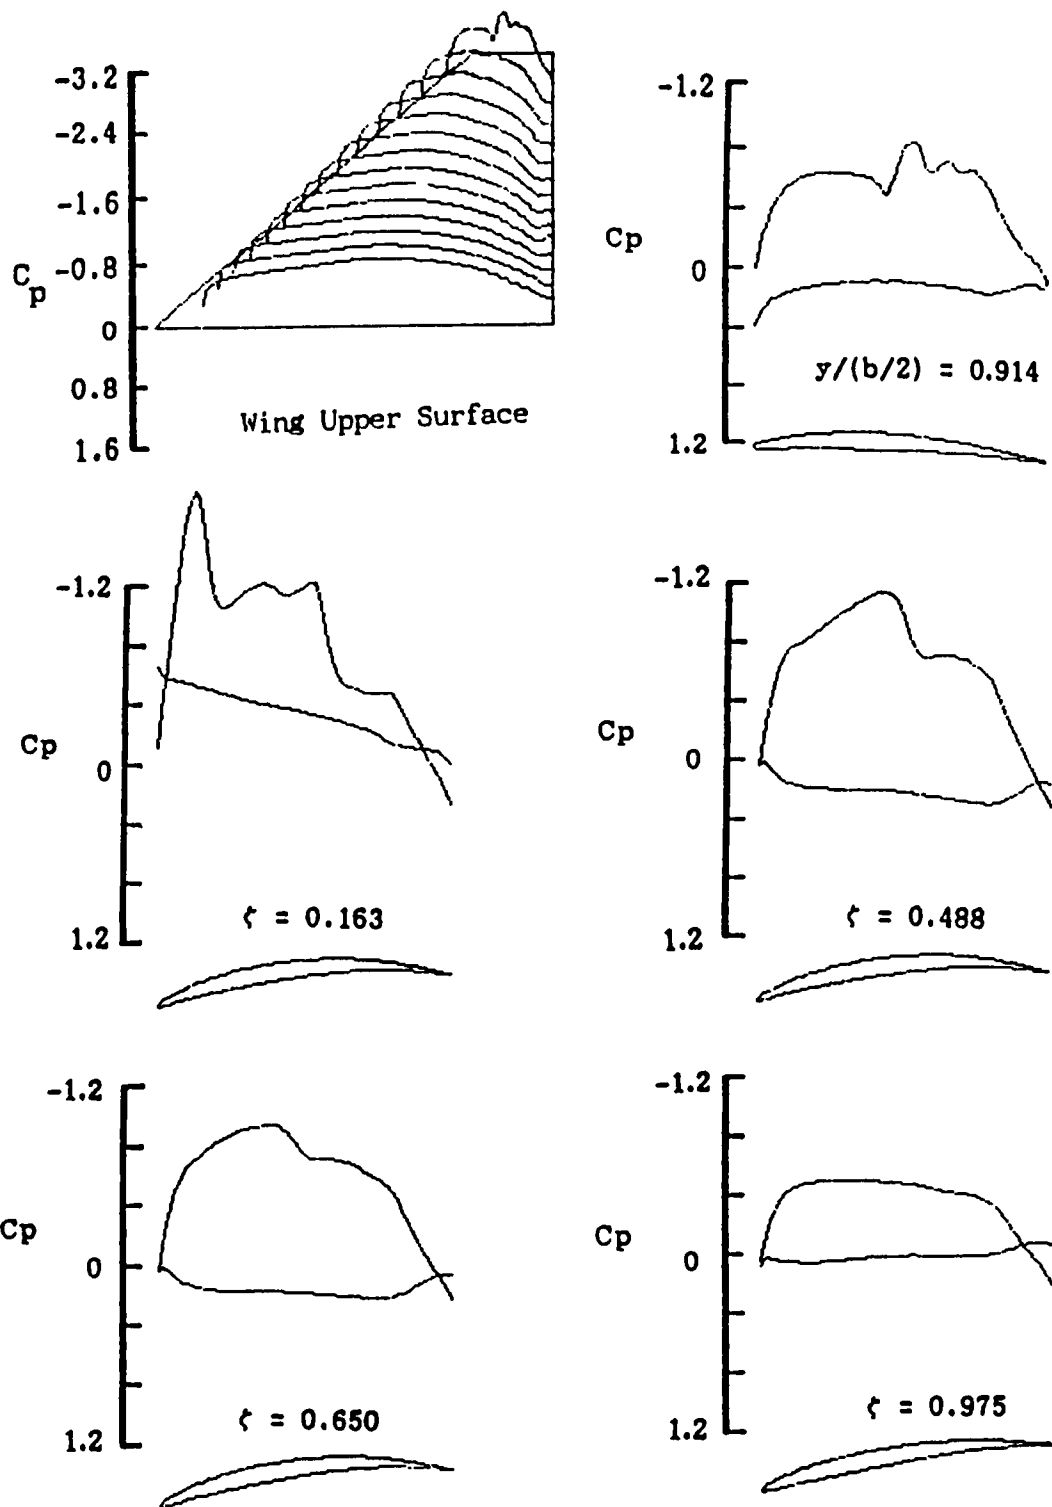 -3.2
-2.4
-1.6
-0.8
Cp
0
0.8
1.6
Wing Upper Surface
-1.2
Cp
0
y/(b/2) = 0.914
1.2
-1.2
Cp
0
ζ = 0.163
1.2
-1.2
Cp
0
ζ = 0.488
1.2
-1.2
Cp
0
ζ = 0.650
1.2
-1.2
Cp
0
ζ = 0.975
1.2